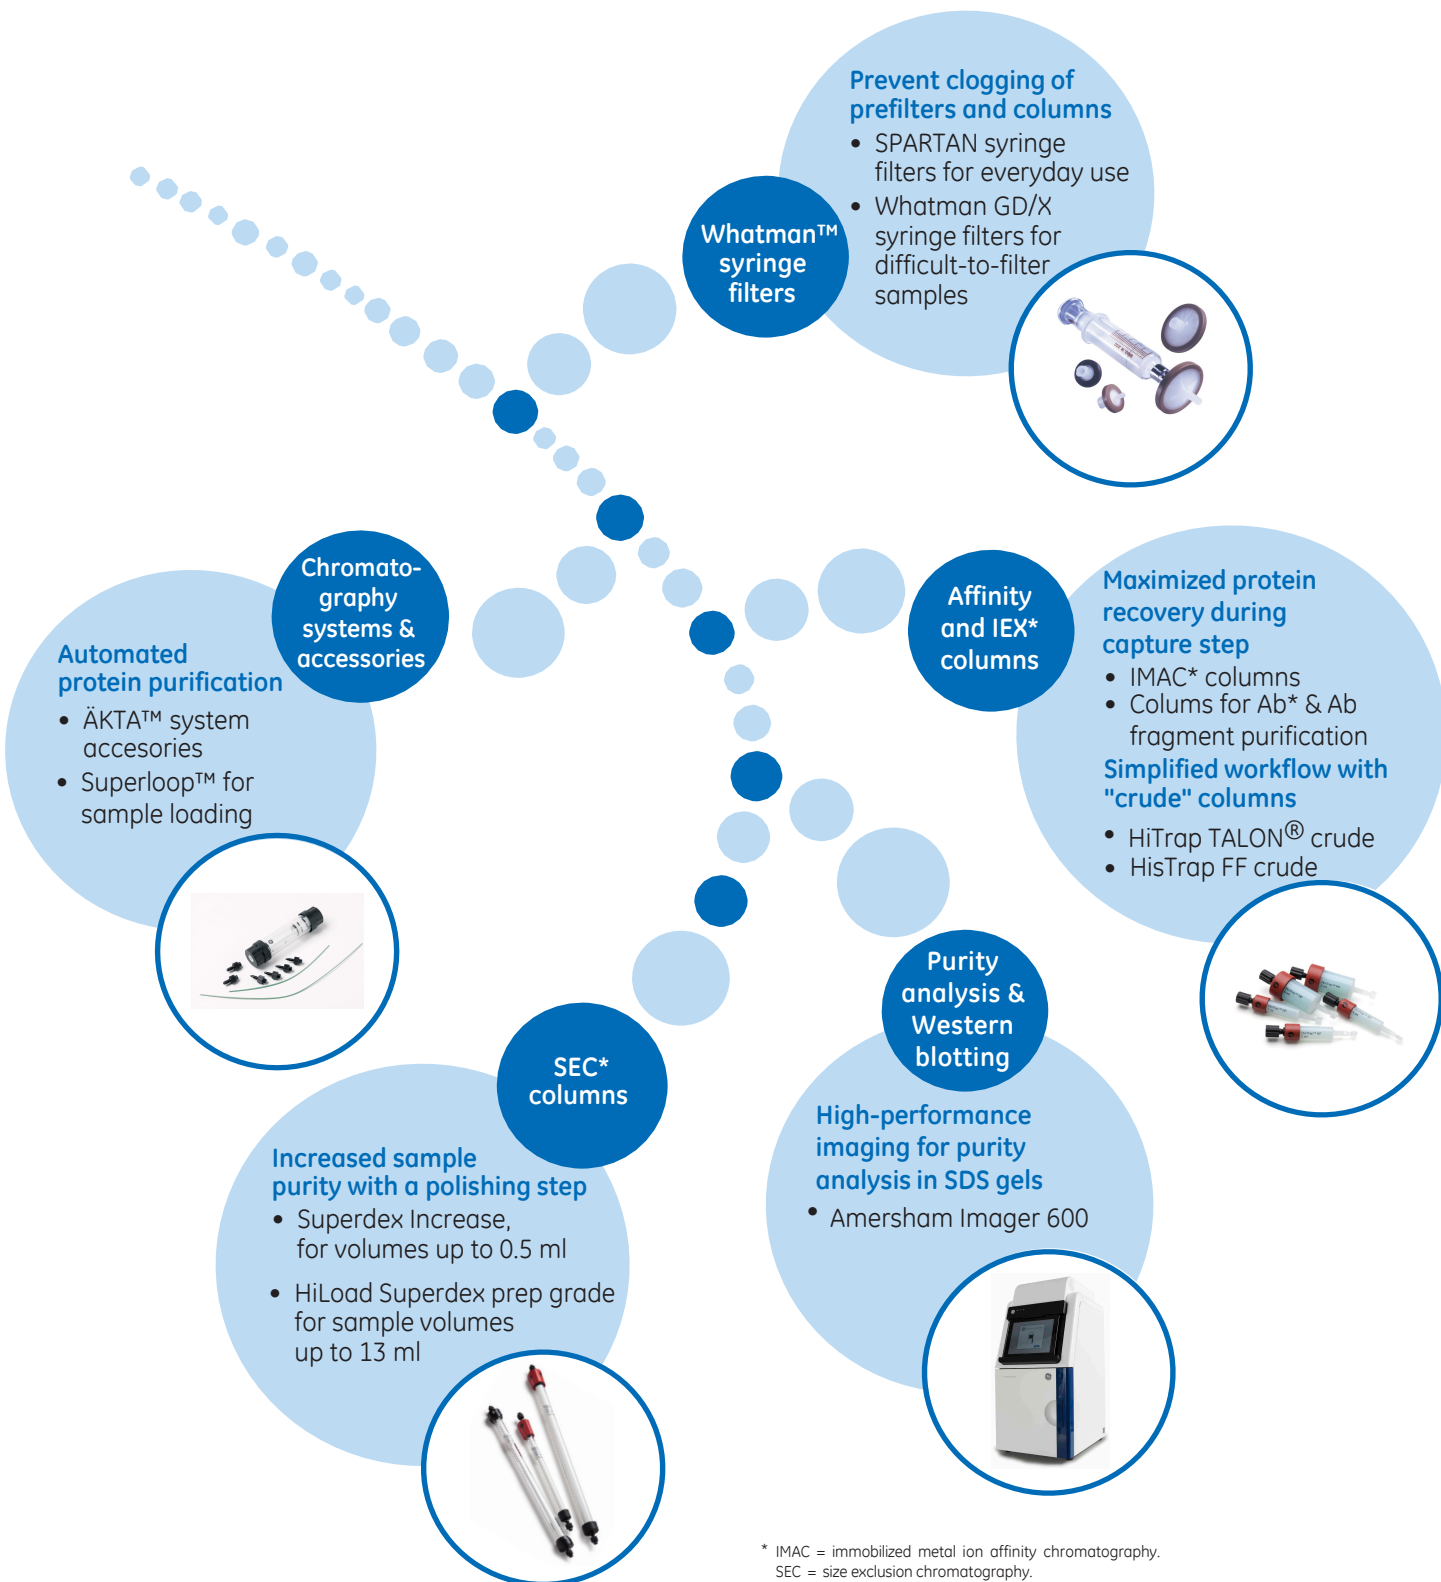 Prevent clogging of
prefilters and columns
• SPARTAN syringe
filters for everyday use
• Whatman GD/X
syringe filters for
difficult-to-filter
samples
Whatman™
syringe
filters
Chromato-
graphy
systems &
accessories
Automated
protein purification
• ÄKTA™ system
accesories
• Superloop™ for
sample loading
Affinity
and IEX*
columns
Maximized protein
recovery during
capture step
• IMAC* columns
• Colums for Ab* & Ab
fragment purification
Simplified workflow with
"crude" columns
• HiTrap TALON® crude
• HisTrap FF crude
Purity
analysis &
Western
blotting
High-performance
imaging for purity
analysis in SDS gels
• Amersham Imager 600
SEC*
columns
Increased sample
purity with a polishing step
• Superdex Increase,
for volumes up to 0.5 ml
• HiLoad Superdex prep grade
for sample volumes
up to 13 ml
* IMAC = immobilized metal ion affinity chromatography.
SEC = size exclusion chromatography.